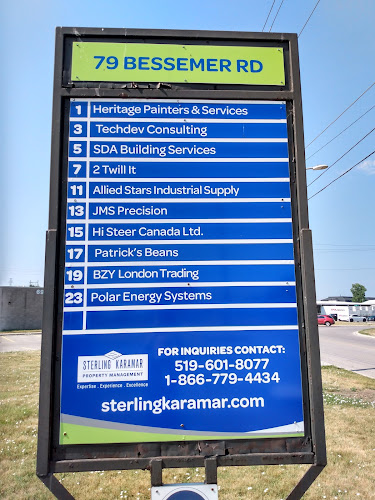 79 BESSEMER RD
1 Heritage Painters & Services
3 Techdev Consulting
5 SDA Building Services
7 2 Twill It
11 Allied Stars Industrial Supply
13 JMS Precision
15 Hi Steer Canada Ltd.
17 Patrick's Beans
19 BZY London Trading
23 Polar Energy Systems
STERLING KARAMAR
PROPERTY MANAGEMENT
Expertise . Experience . Excellence
FOR INQUIRIES CONTACT:
519-601-8077
1-866-779-4434
sterlingkaramar.com